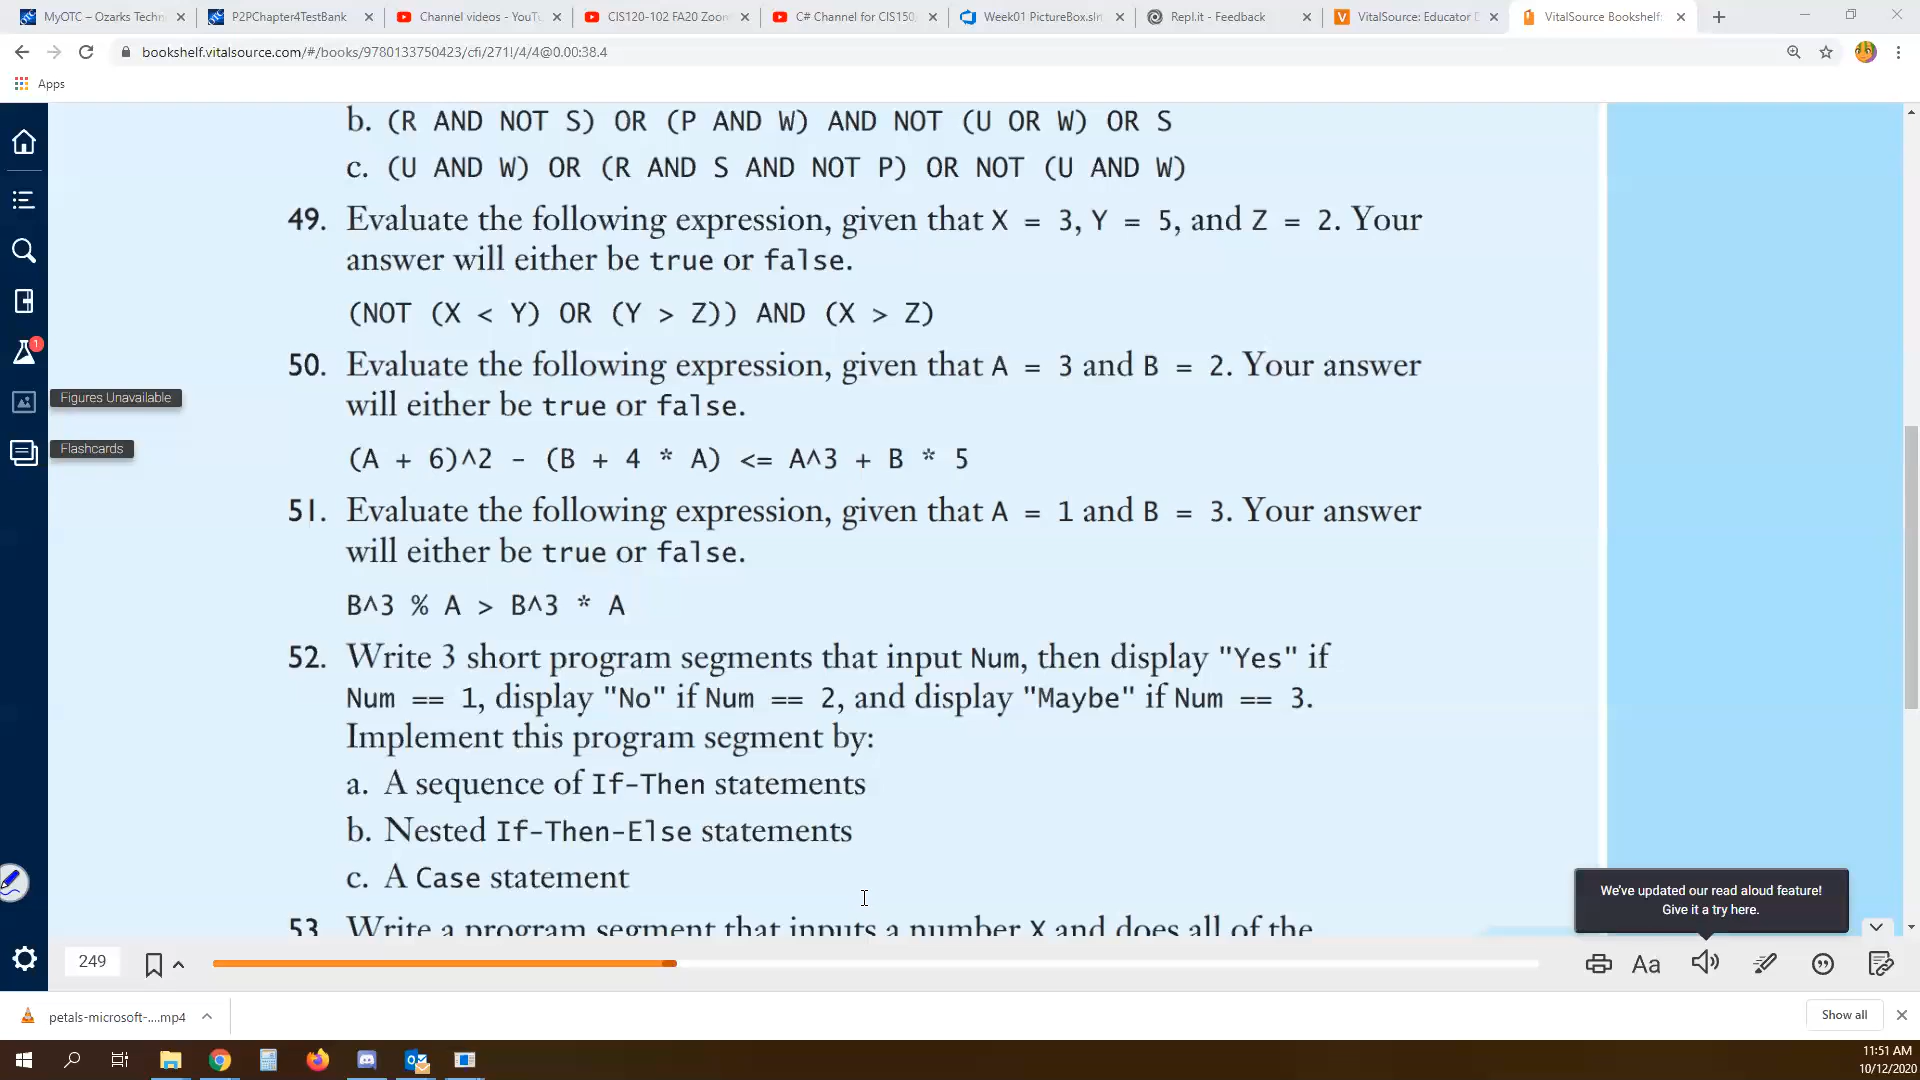 MyOTC – Ozarks Techn
P2PChapter4TestBank
Channel videos - YouTu
CIS120-102 FA20 Zoom
C# Channel for CIS150,
Week01 PictureBox.sln
Repl.it - Feedback
VitalSource: Educator D
VitalSource Bookshelf:
bookshelf.vitalsource.com/#/books/9780133750423/cfi/271!/4/4@0.00:38.4
Apps
b. (R AND NOT S) OR (P AND W) AND NOT (U OR W) OR S
c. (U AND W) OR (R AND S AND NOT P) OR NOT (U AND W)
49. Evaluate the following expression, given that X = 3, Y = 5, and Z = 2. Your
answer will either be true or false.
(NOT (X < Y) OR (Y > Z)) AND (X > Z)
50. Evaluate the following expression, given that A = 3 and B = 2. Your answer
will either be true or false.
(A + 6)^2 - (B + 4 * A) <= A^3 + B * 5
51. Evaluate the following expression, given that A = 1 and B = 3. Your answer
will either be true or false.
B^3 % A > B^3 * A
52. Write 3 short program segments that input Num, then display "Yes" if
Num == 1, display "No" if Num == 2, and display "Maybe" if Num == 3.
Implement this program segment by:
a. A sequence of If-Then statements
b. Nested If-Then-Else statements
c. A Case statement
53 Write a program segment that inputs a number X and does all of the
1
Figures Unavailable
Flashcards
We've updated our read aloud feature!
Give it a try here.
249
Aa
petals-microsoft-....mp4
Show all
11:51 AM
10/12/2020